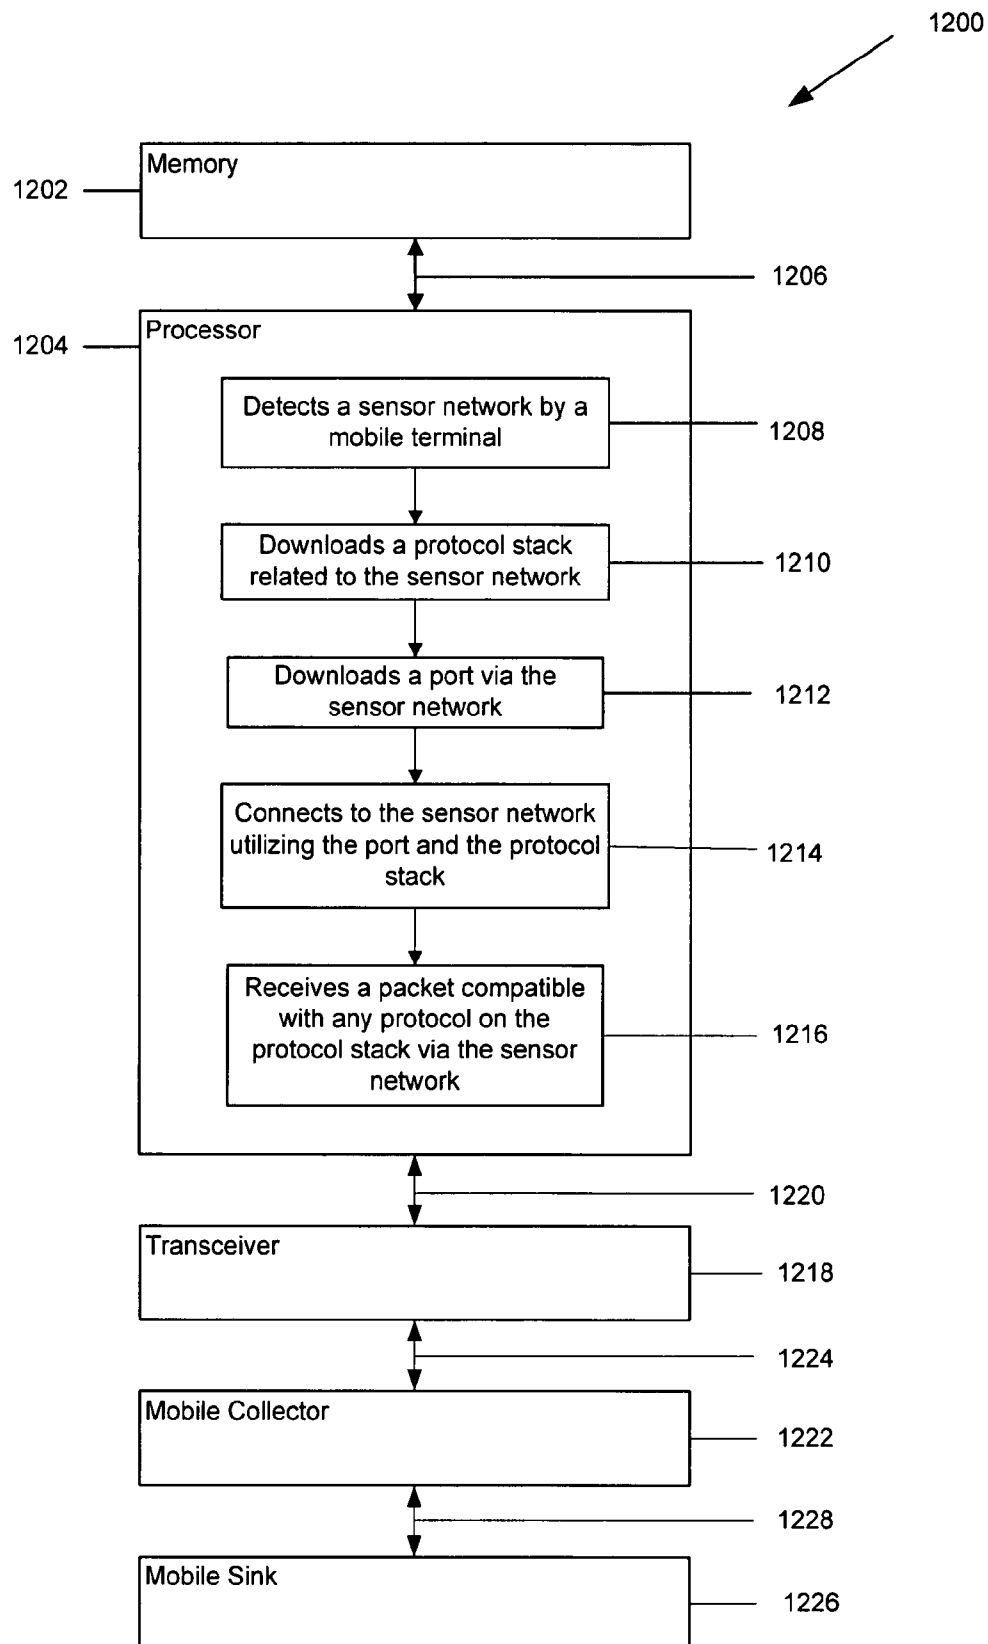 1200
Memory
1202
1206
Processor
1204
Detects a sensor network by a
mobile terminal
1208
Downloads a protocol stack
related to the sensor network
1210
Downloads a port via the
sensor network
1212
Connects to the sensor network
utilizing the port and the protocol
stack
1214
Receives a packet compatible
with any protocol on the
protocol stack via the sensor
network
1216
1220
Transceiver
1218
1224
Mobile Collector
1222
1228
Mobile Sink
1226